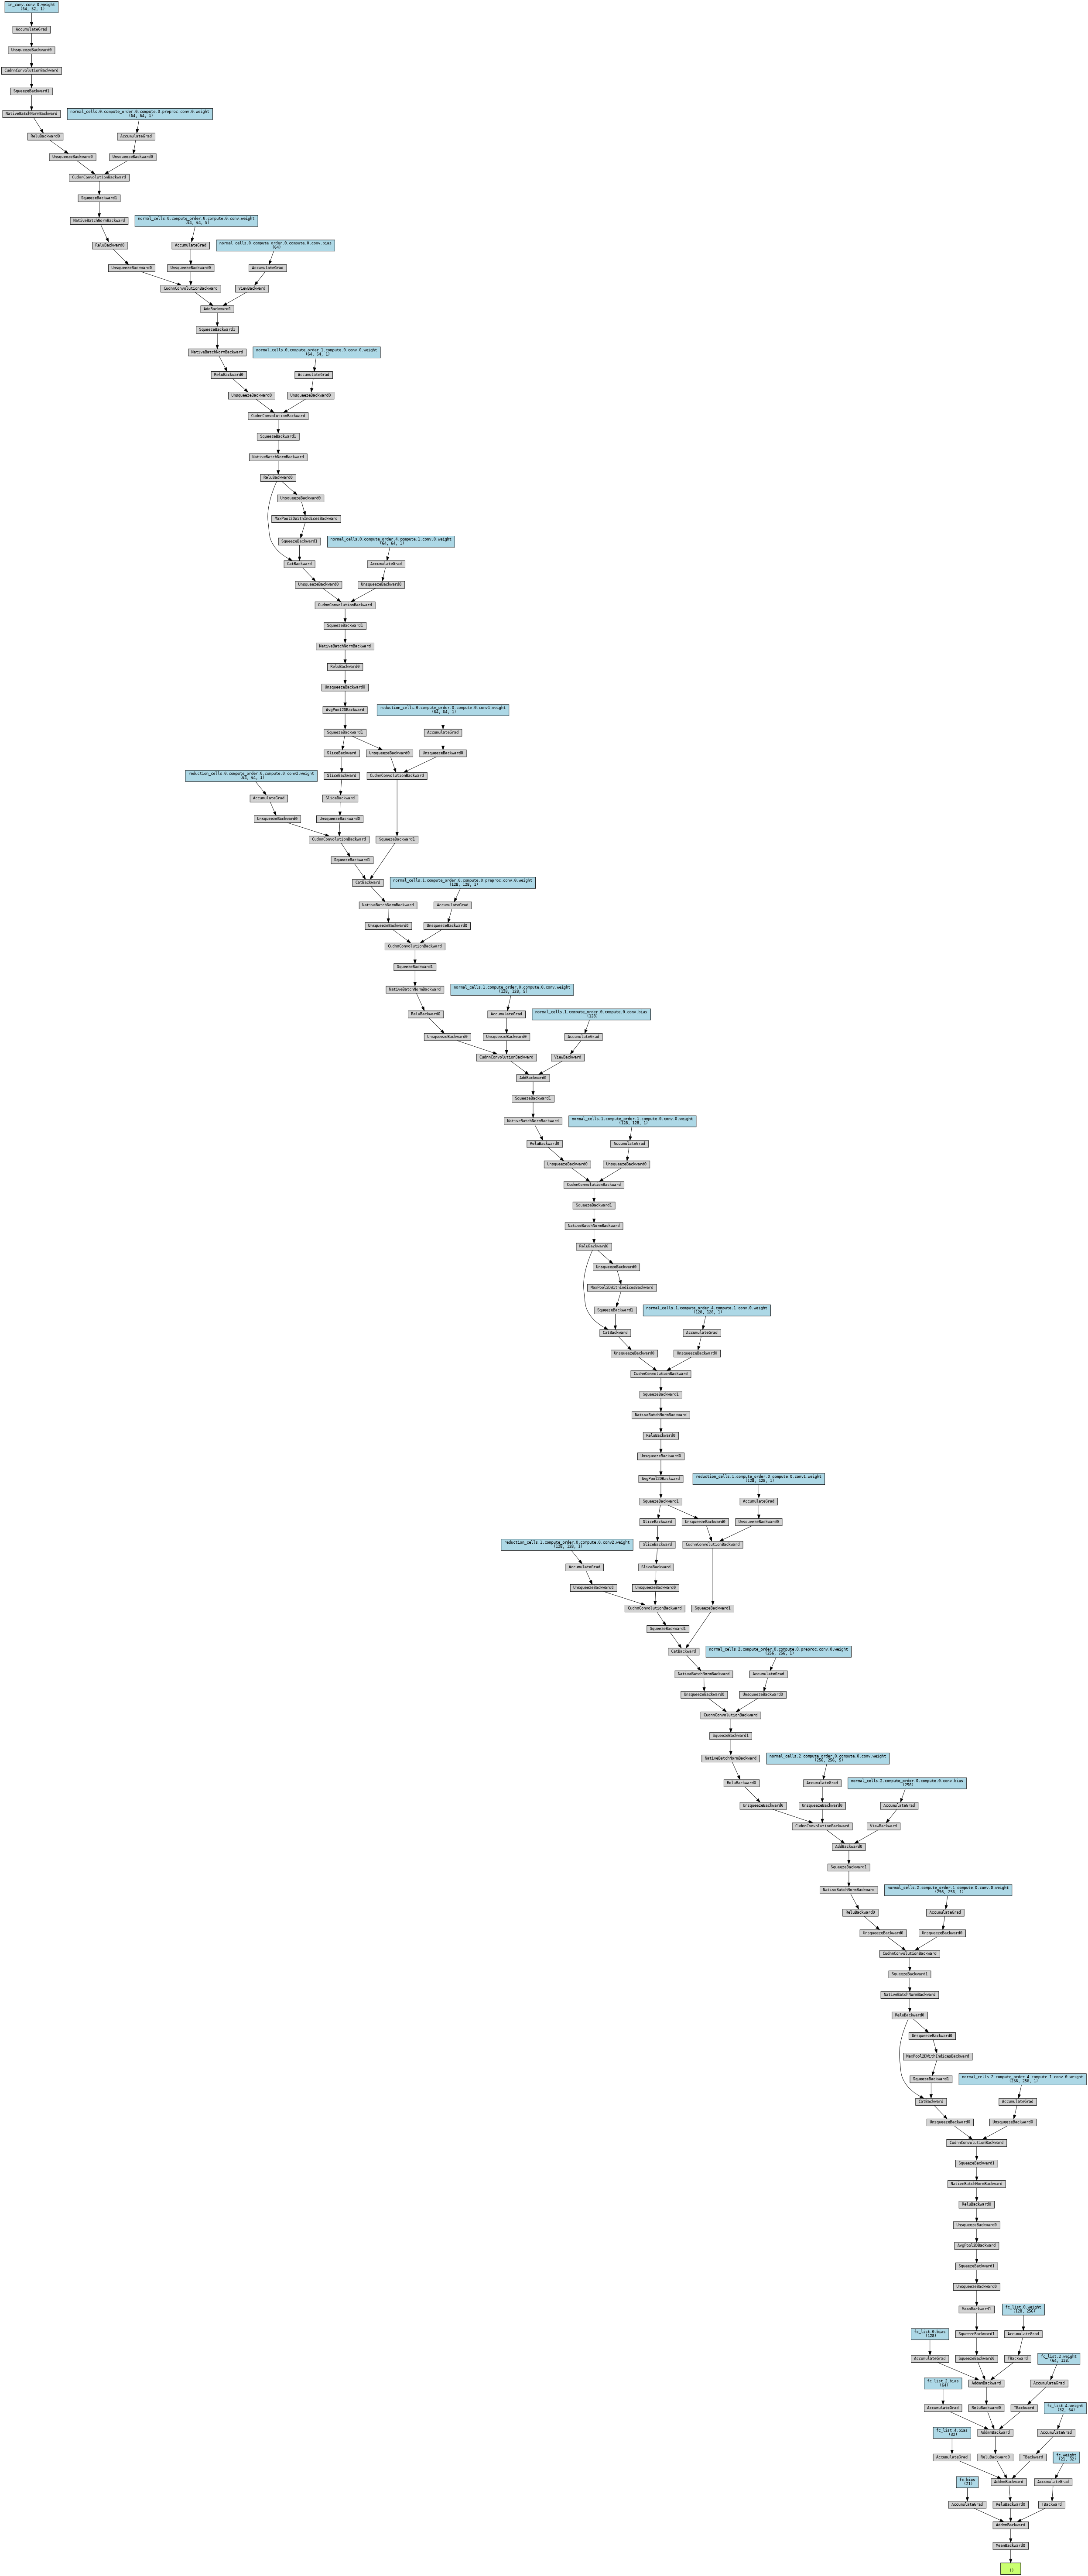 in_conv.conv.0.weight
(64, 52, 1)
AccumulateGrad
UnsqueezeBackward0
CudnnConvolutionBackward
SqueezeBackward1
NativeBatchNormBackward
normal_cells.0.compute_order.0.compute.0.preproc.conv.0.weight
(64, 64, 1)
ReluBackward0
AccumulateGrad
UnsqueezeBackward0
UnsqueezeBackward0
CudnnConvolutionBackward
SqueezeBackward1
NativeBatchNormBackward
normal_cells.0.compute_order.0.compute.0.conv.weight
(64, 64, 5)
ReluBackward0
AccumulateGrad
normal_cells.0.compute_order.0.compute.0.conv.bias
(64)
UnsqueezeBackward0
UnsqueezeBackward0
AccumulateGrad
CudnnConvolutionBackward
ViewBackward
AddBackward0
SqueezeBackward1
NativeBatchNormBackward
normal_cells.0.compute_order.1.compute.0.conv.0.weight
(64, 64, 1)
ReluBackward0
AccumulateGrad
UnsqueezeBackward0
UnsqueezeBackward0
CudnnConvolutionBackward
SqueezeBackward1
NativeBatchNormBackward
ReluBackward0
UnsqueezeBackward0
MaxPool2DWithIndicesBackward
SqueezeBackward1
normal_cells.0.compute_order.4.compute.1.conv.0.weight
(64, 64, 1)
CatBackward
AccumulateGrad
UnsqueezeBackward0
UnsqueezeBackward0
CudnnConvolutionBackward
SqueezeBackward1
NativeBatchNormBackward
ReluBackward0
UnsqueezeBackward0
AvgPool2DBackward
reduction_cells.0.compute_order.0.compute.0.conv1.weight
(64, 64, 1)
SqueezeBackward1
AccumulateGrad
SliceBackward
UnsqueezeBackward0
UnsqueezeBackward0
reduction_cells.0.compute_order.0.compute.0.conv2.weight
(64, 64, 1)
SliceBackward
CudnnConvolutionBackward
AccumulateGrad
SliceBackward
UnsqueezeBackward0
UnsqueezeBackward0
CudnnConvolutionBackward
SqueezeBackward1
SqueezeBackward1
CatBackward
normal_cells.1.compute_order.0.compute.0.preproc.conv.0.weight
(128, 128, 1)
NativeBatchNormBackward
AccumulateGrad
UnsqueezeBackward0
UnsqueezeBackward0
CudnnConvolutionBackward
SqueezeBackward1
NativeBatchNormBackward
normal_cells.1.compute_order.0.compute.0.conv.weight
(128, 128, 5)
ReluBackward0
AccumulateGrad
normal_cells.1.compute_order.0.compute.0.conv.bias
(128)
UnsqueezeBackward0
UnsqueezeBackward0
AccumulateGrad
CudnnConvolutionBackward
ViewBackward
AddBackward0
SqueezeBackward1
NativeBatchNormBackward
normal_cells.1.compute_order.1.compute.0.conv.0.weight
(128, 128, 1)
ReluBackward0
AccumulateGrad
UnsqueezeBackward0
UnsqueezeBackward0
CudnnConvolutionBackward
SqueezeBackward1
NativeBatchNormBackward
ReluBackward0
UnsqueezeBackward0
MaxPool2DWithIndicesBackward
SqueezeBackward1
normal_cells.1.compute_order.4.compute.1.conv.0.weight
(128, 128, 1)
CatBackward
AccumulateGrad
UnsqueezeBackward0
UnsqueezeBackward0
CudnnConvolutionBackward
SqueezeBackward1
NativeBatchNormBackward
ReluBackward0
UnsqueezeBackward0
AvgPool2DBackward
reduction_cells.1.compute_order.0.compute.0.conv1.weight
(128, 128, 1)
SqueezeBackward1
AccumulateGrad
SliceBackward
UnsqueezeBackward0
UnsqueezeBackward0
reduction_cells.1.compute_order.0.compute.0.conv2.weight
(128, 128, 1)
SliceBackward
CudnnConvolutionBackward
AccumulateGrad
SliceBackward
UnsqueezeBackward0
UnsqueezeBackward0
CudnnConvolutionBackward
SqueezeBackward1
SqueezeBackward1
CatBackward
normal_cells.2.compute_order.0.compute.0.preproc.conv.0.weight
(256, 256, 1)
NativeBatchNormBackward
AccumulateGrad
UnsqueezeBackward0
UnsqueezeBackward0
CudnnConvolutionBackward
SqueezeBackward1
NativeBatchNormBackward
normal_cells.2.compute_order.0.compute.0.conv.weight
(256, 256, 5)
ReluBackward0
AccumulateGrad
normal_cells.2.compute_order.0.compute.0.conv.bias
(256)
UnsqueezeBackward0
UnsqueezeBackward0
AccumulateGrad
CudnnConvolutionBackward
ViewBackward
AddBackward0
SqueezeBackward1
NativeBatchNormBackward
normal_cells.2.compute_order.1.compute.0.conv.0.weight
(256, 256, 1)
ReluBackward0
AccumulateGrad
UnsqueezeBackward0
UnsqueezeBackward0
CudnnConvolutionBackward
SqueezeBackward1
NativeBatchNormBackward
ReluBackward0
UnsqueezeBackward0
MaxPool2DWithIndicesBackward
SqueezeBackward1
normal_cells.2.compute_order.4.compute.1.conv.0.weight
(256, 256, 1)
CatBackward
AccumulateGrad
UnsqueezeBackward0
UnsqueezeBackward0
CudnnConvolutionBackward
SqueezeBackward1
NativeBatchNormBackward
ReluBackward0
UnsqueezeBackward0
AvgPool2DBackward
SqueezeBackward1
UnsqueezeBackward0
MeanBackward1
fc_list.0.weight
(128, 256)
fc_list.0.bias
(128)
SqueezeBackward1
AccumulateGrad
AccumulateGrad
SqueezeBackward0
TBackward
fc_list.2.weight
(64, 128)
fc_list.2.bias
(64)
AddmmBackward
AccumulateGrad
AccumulateGrad
ReluBackward0
TBackward
fc_list.4.weight
(32, 64)
fc_list.4.bias
(32)
AddmmBackward
AccumulateGrad
AccumulateGrad
ReluBackward0
TBackward
fc.weight
(21, 32)
fc.bias
(21)
AddmmBackward
AccumulateGrad
AccumulateGrad
ReluBackward0
TBackward
AddmmBackward
MeanBackward0
()